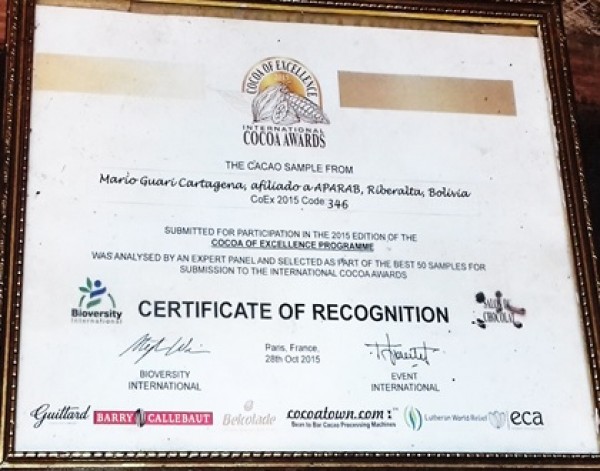 COCOA OF EXCELLENCE
2015
INTERNATIONAL
COCOA AWARDS
THE CACAO SAMPLE FROM
Mario Guari Cartagena, afiliado a APARAB, Riberalta, Bolivia
CoEx 2015 Code: 346
SUBMITTED FOR PARTICIPATION IN THE 2015 EDITION OF THE
COCOA OF EXCELLENCE PROGRAMME
WAS ANALYSED BY AN EXPERT PANEL AND SELECTED AS PART OF THE BEST 50 SAMPLES FOR
SUBMISSION TO THE INTERNATIONAL COCOA AWARDS
Bioversity
International
CERTIFICATE OF RECOGNITION
SALON DU
CHOCOLAT
Paris, France,
28th Oct 2015
BIOVERSITY
INTERNATIONAL
EVENT
INTERNATIONAL
Guittard BARRY CALLEBAUT Belcolade cocoatown.com: Lutheran World Relief eca
Bean to Bar Cacao Processing Machines